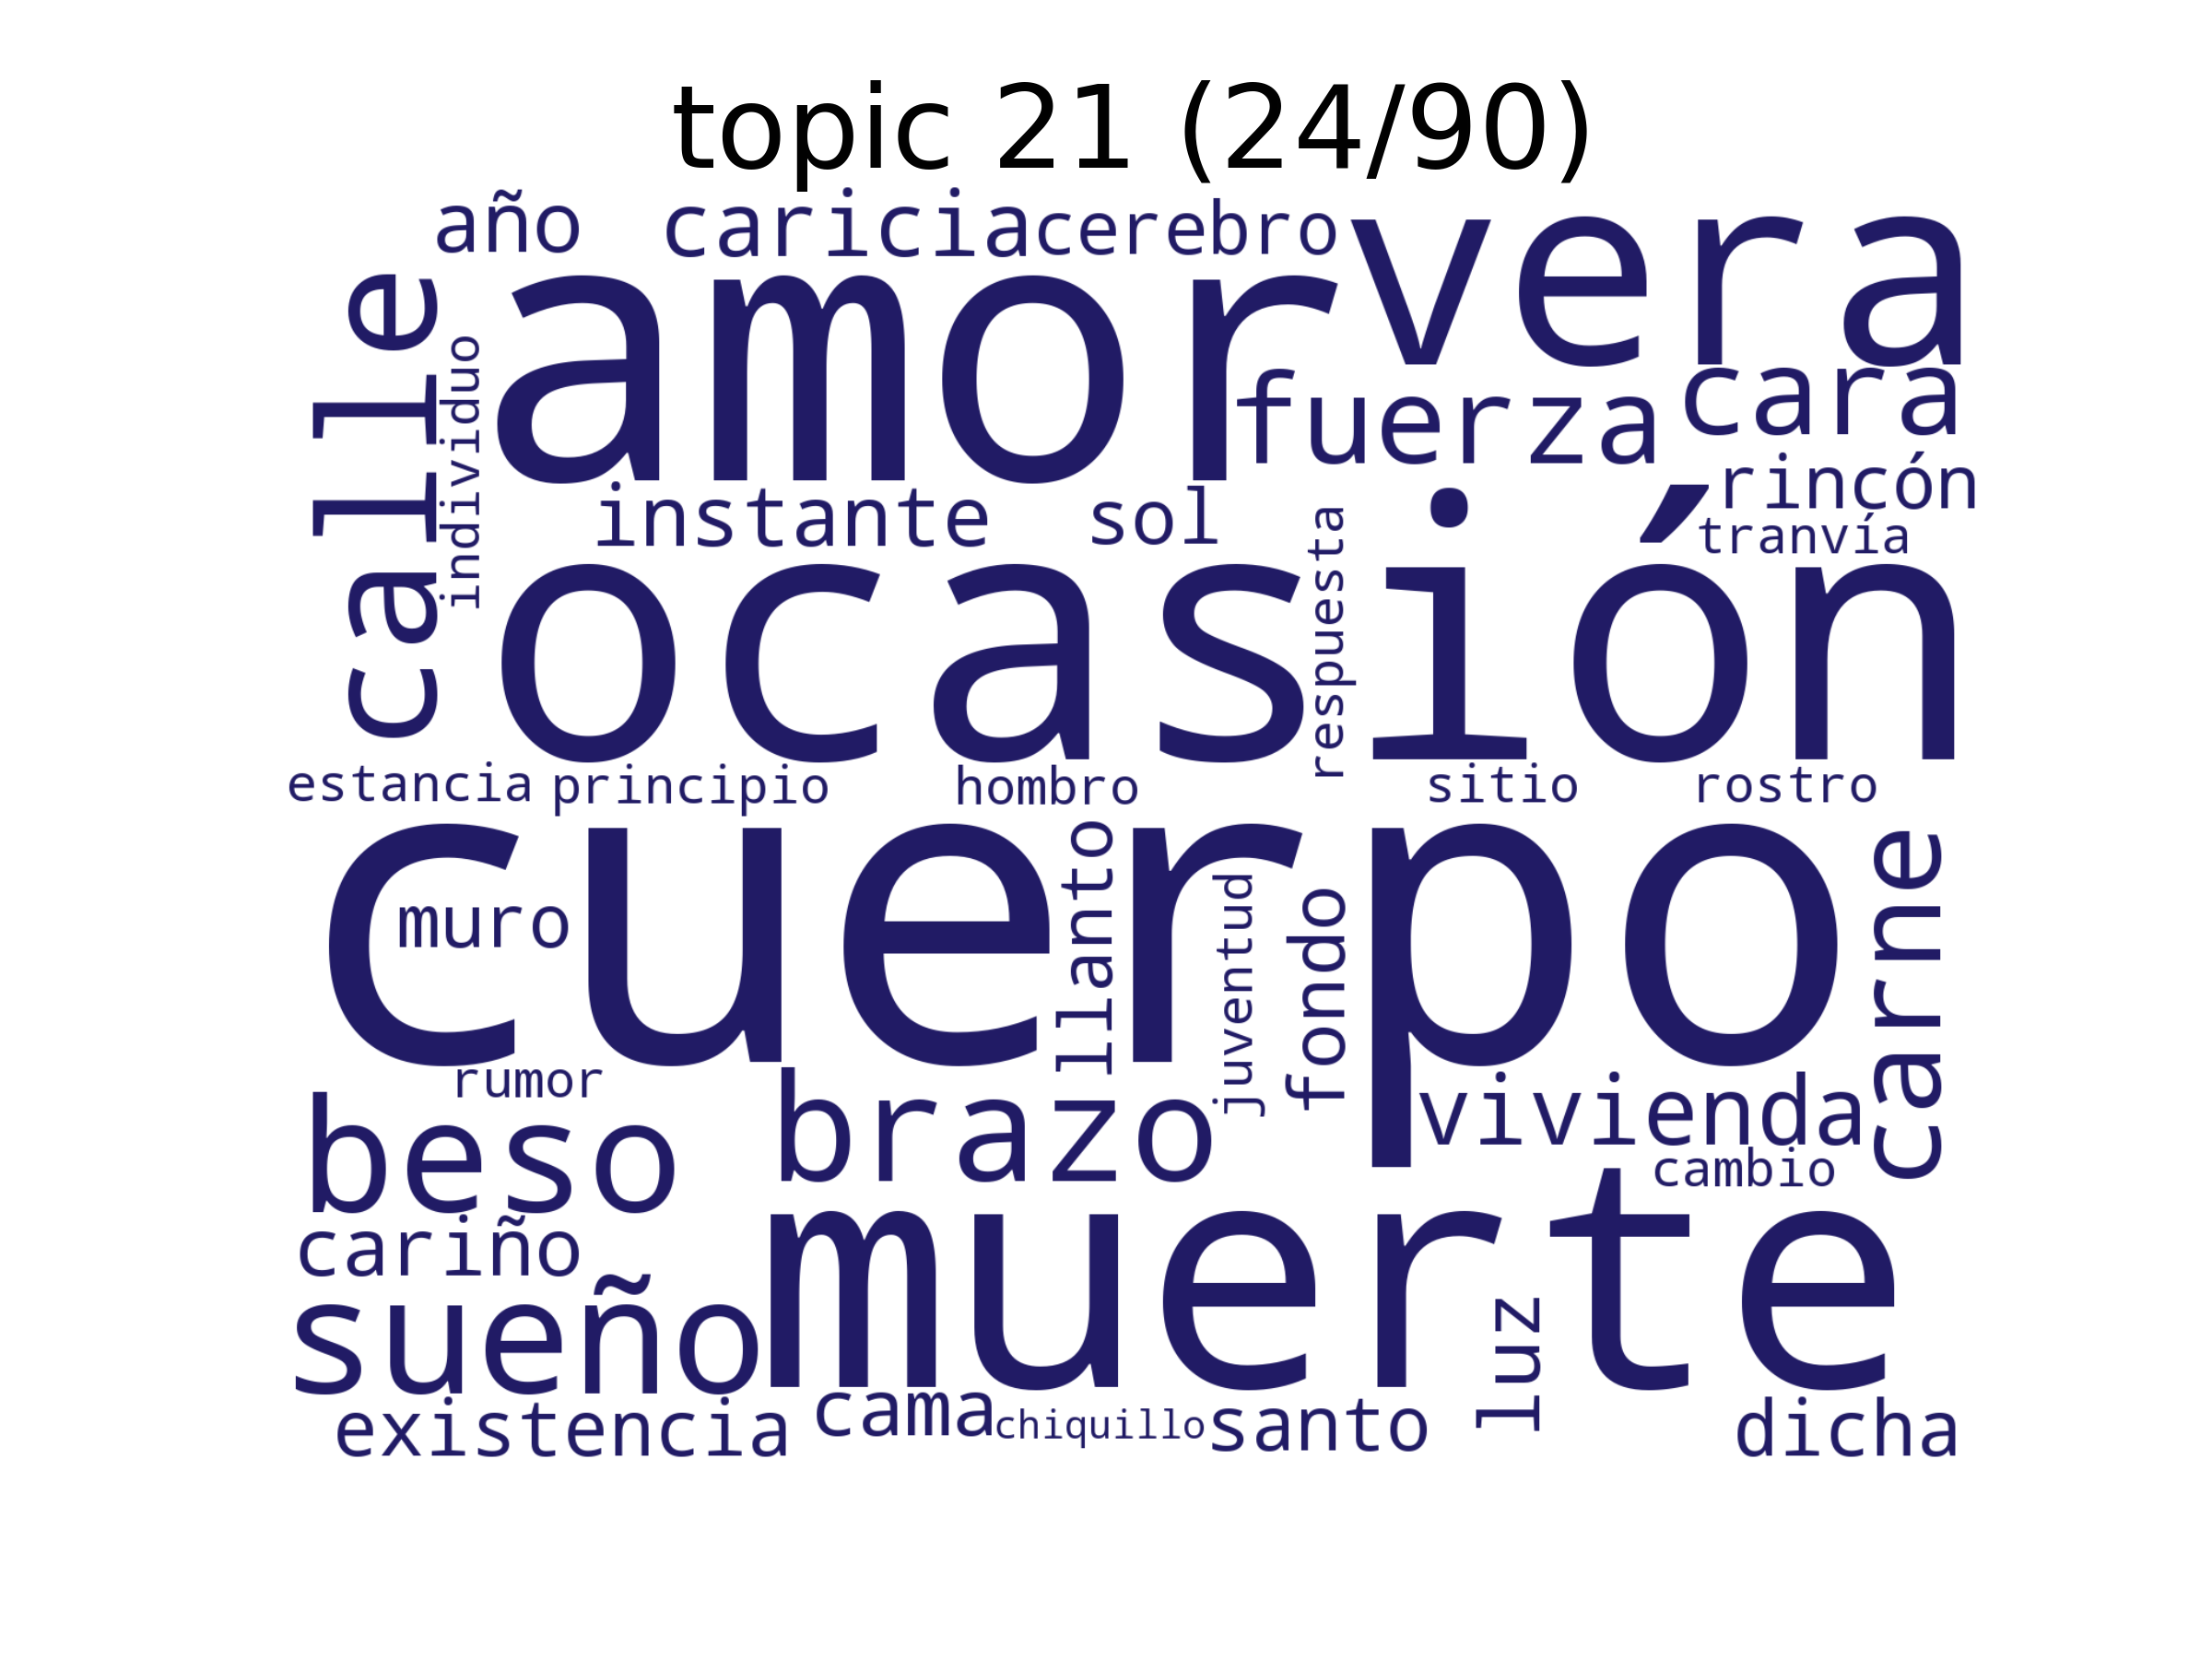 topic 21 (24/90)
año
caricia
cerebro
vera
amor
calle
individuo
fuerza
cara
rincón
instante
sol
tranvía
respuesta
ocasión
estancia
principio
hombro
sitio
rostro
cuerpo
muro
llanto
juventud
fondo
carne
rumor
beso
brazo
vivienda
cambio
cariño
muerte
sueño
luz
existencia
cama
chiquillo
santo
dicha